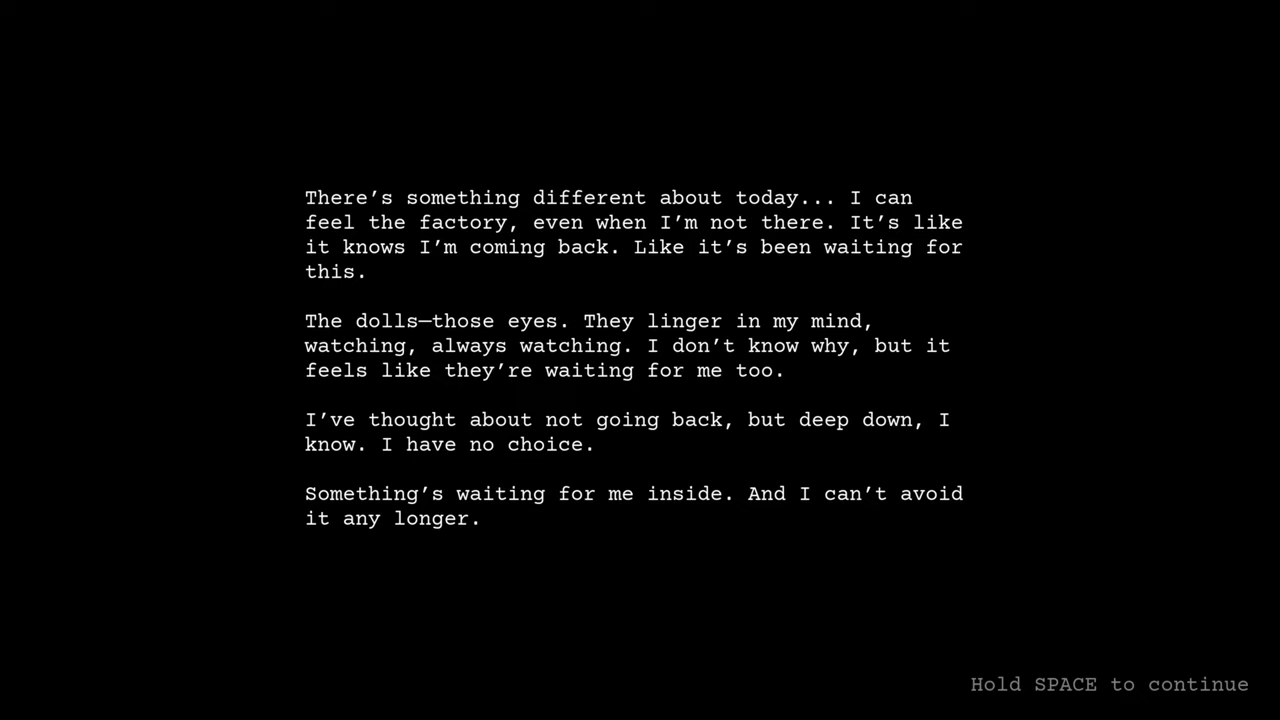 There’s something different about today... I can
feel the factory, even when I’m not there. It’s like
it knows I’m coming back. Like it’s been waiting for
this.
The dolls—those eyes. They linger in my mind,
watching, always watching. I don’t know why, but it
feels like they’re waiting for me too.
I’ve thought about not going back, but deep down, I
know. I have no choice.
Something’s waiting for me inside. And I can’t avoid
it any longer.
Hold SPACE to continue